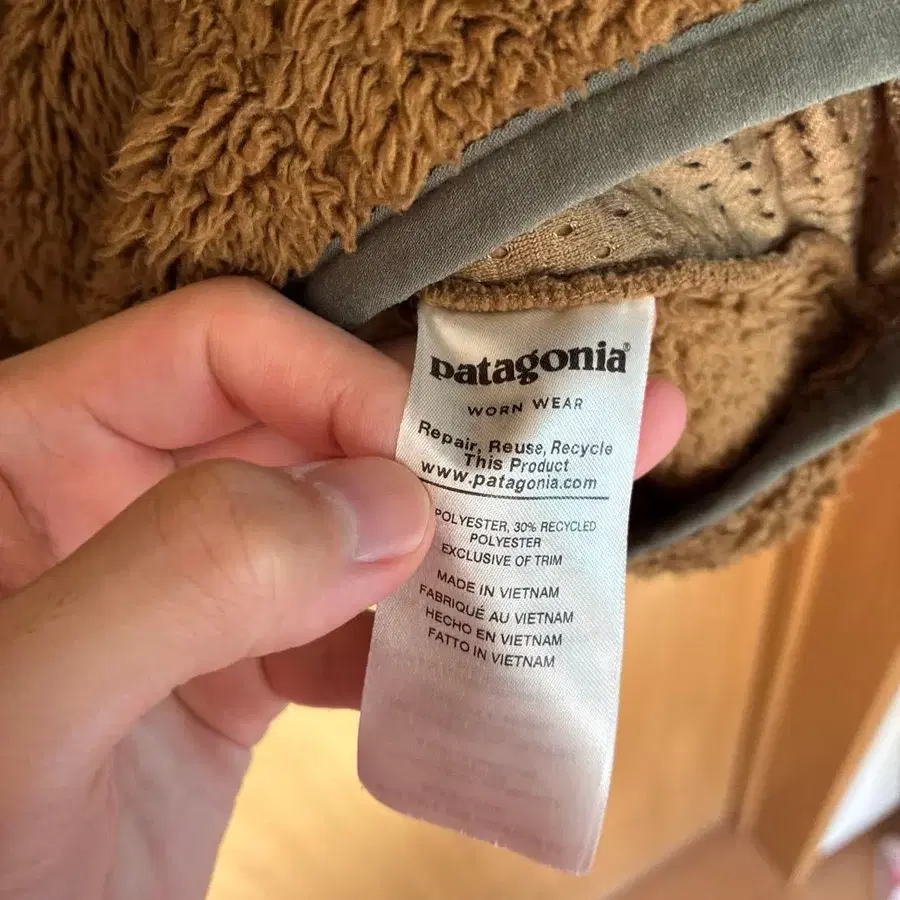 patagonia®
WORN WEAR
Repair, Reuse, Recycle
This Product
www.patagonia.com
POLYESTER, 30% RECYCLED
POLYESTER
EXCLUSIVE OF TRIM
MADE IN VIETNAM
FABRIQUÉ AU VIETNAM
HECHO EN VIETNAM
FATTO IN VIETNAM